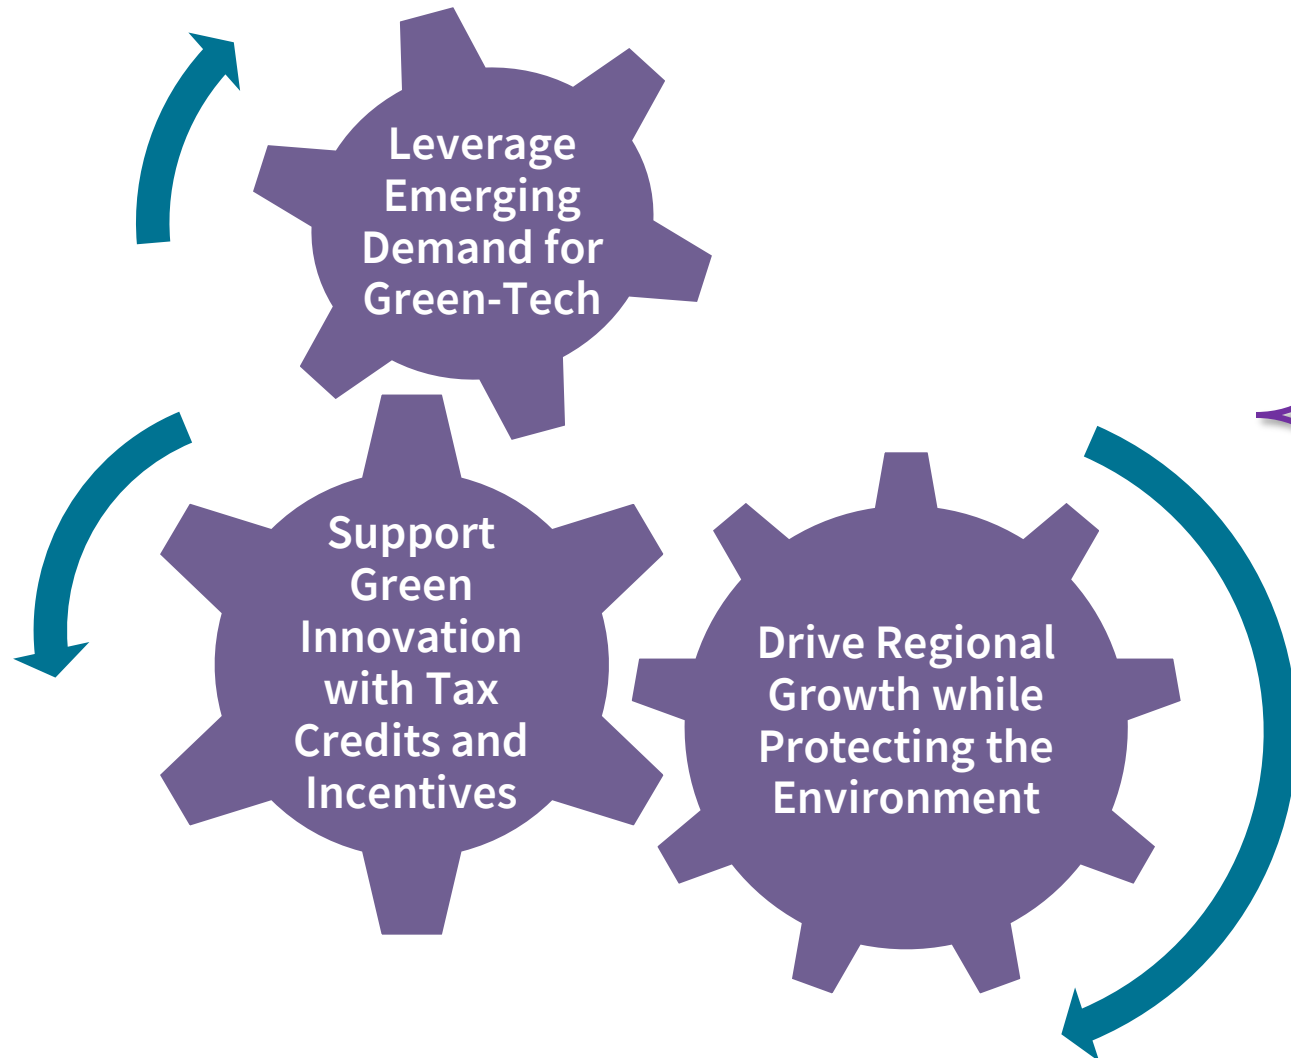 Leverage
Emerging
Demand for
Green-Tech
Support
Green
Innovation
with Tax
Credits and
Incentives
Drive Regional
Growth while
Protecting the
Environment